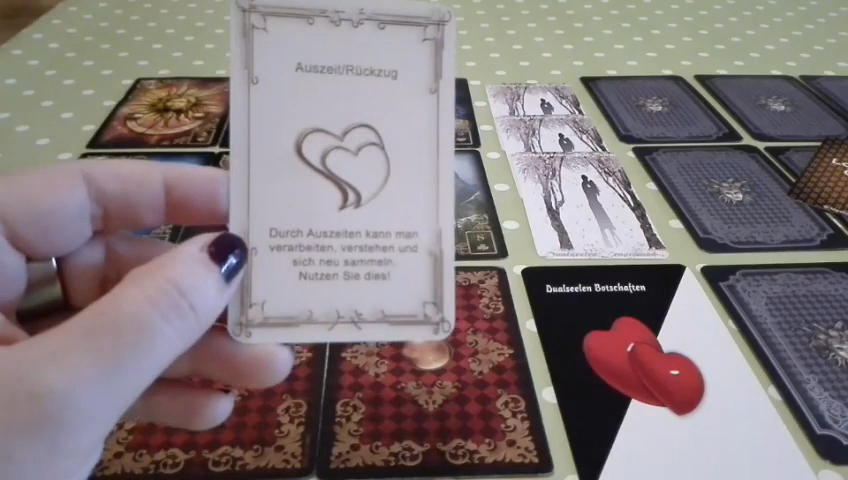 Auszeit/Rückzug
Durch Auszeiten kann man
verarbeiten, verstehen und
sich neu sammeln.
Nutzen Sie dies!
Dualseelen Botschaften